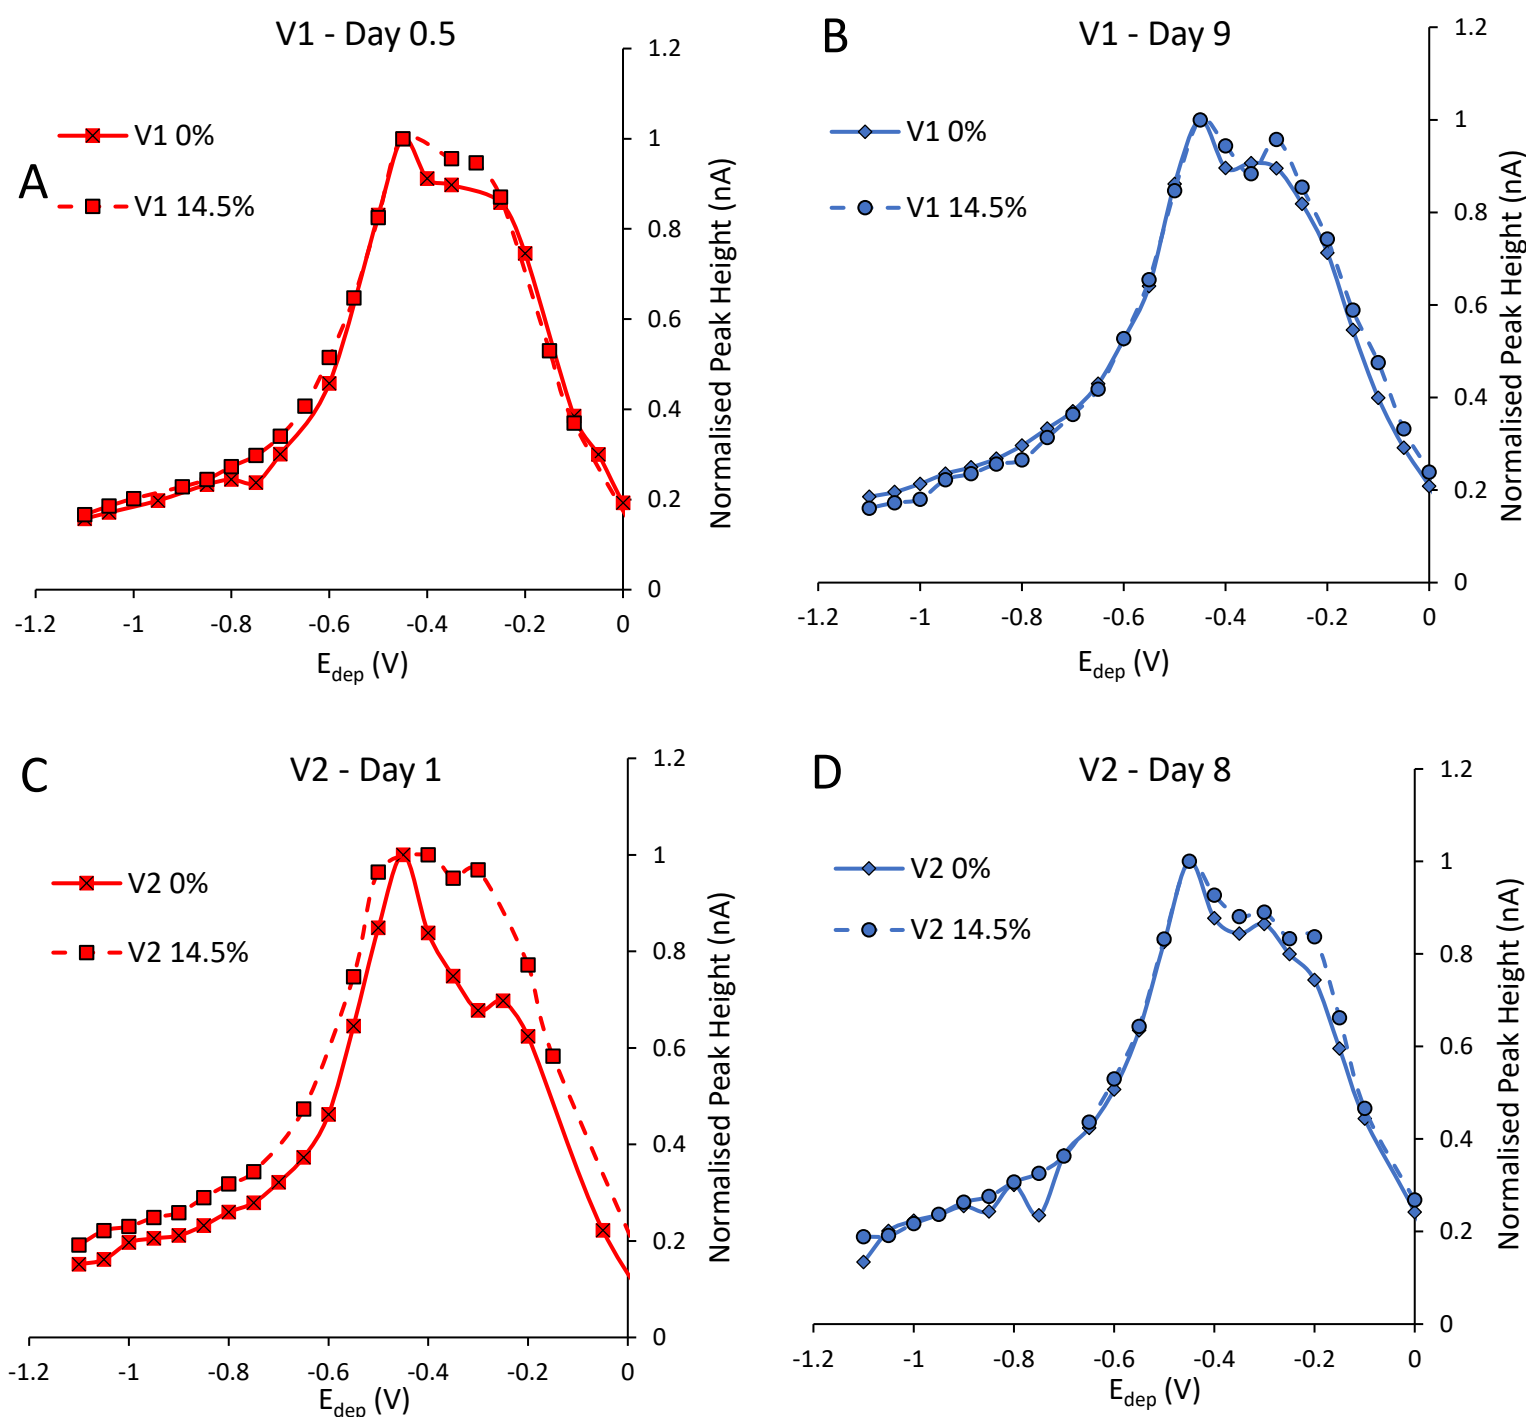 A
V1 - Day 0.5
V1 0%
V1 14.5%
1.2
1
0.8
0.6
0.4
0.2
0
Normalised Peak Height (nA)
-1.2 -1 -0.8 -0.6 -0.4 -0.2 0
Edep (V)
B
V1 - Day 9
V1 0%
V1 14.5%
1.2
1
0.8
0.6
0.4
0.2
0
Normalised Peak Height (nA)
-1.2 -1 -0.8 -0.6 -0.4 -0.2 0
Edep (V)
C
V2 - Day 1
V2 0%
V2 14.5%
1.2
1
0.8
0.6
0.4
0.2
0
Normalised Peak Height (nA)
-1.2 -1 -0.8 -0.6 -0.4 -0.2 0
Edep (V)
D
V2 - Day 8
V2 0%
V2 14.5%
1.2
1
0.8
0.6
0.4
0.2
0
Normalised Peak Height (nA)
-1.2 -1 -0.8 -0.6 -0.4 -0.2 0
Edep (V)